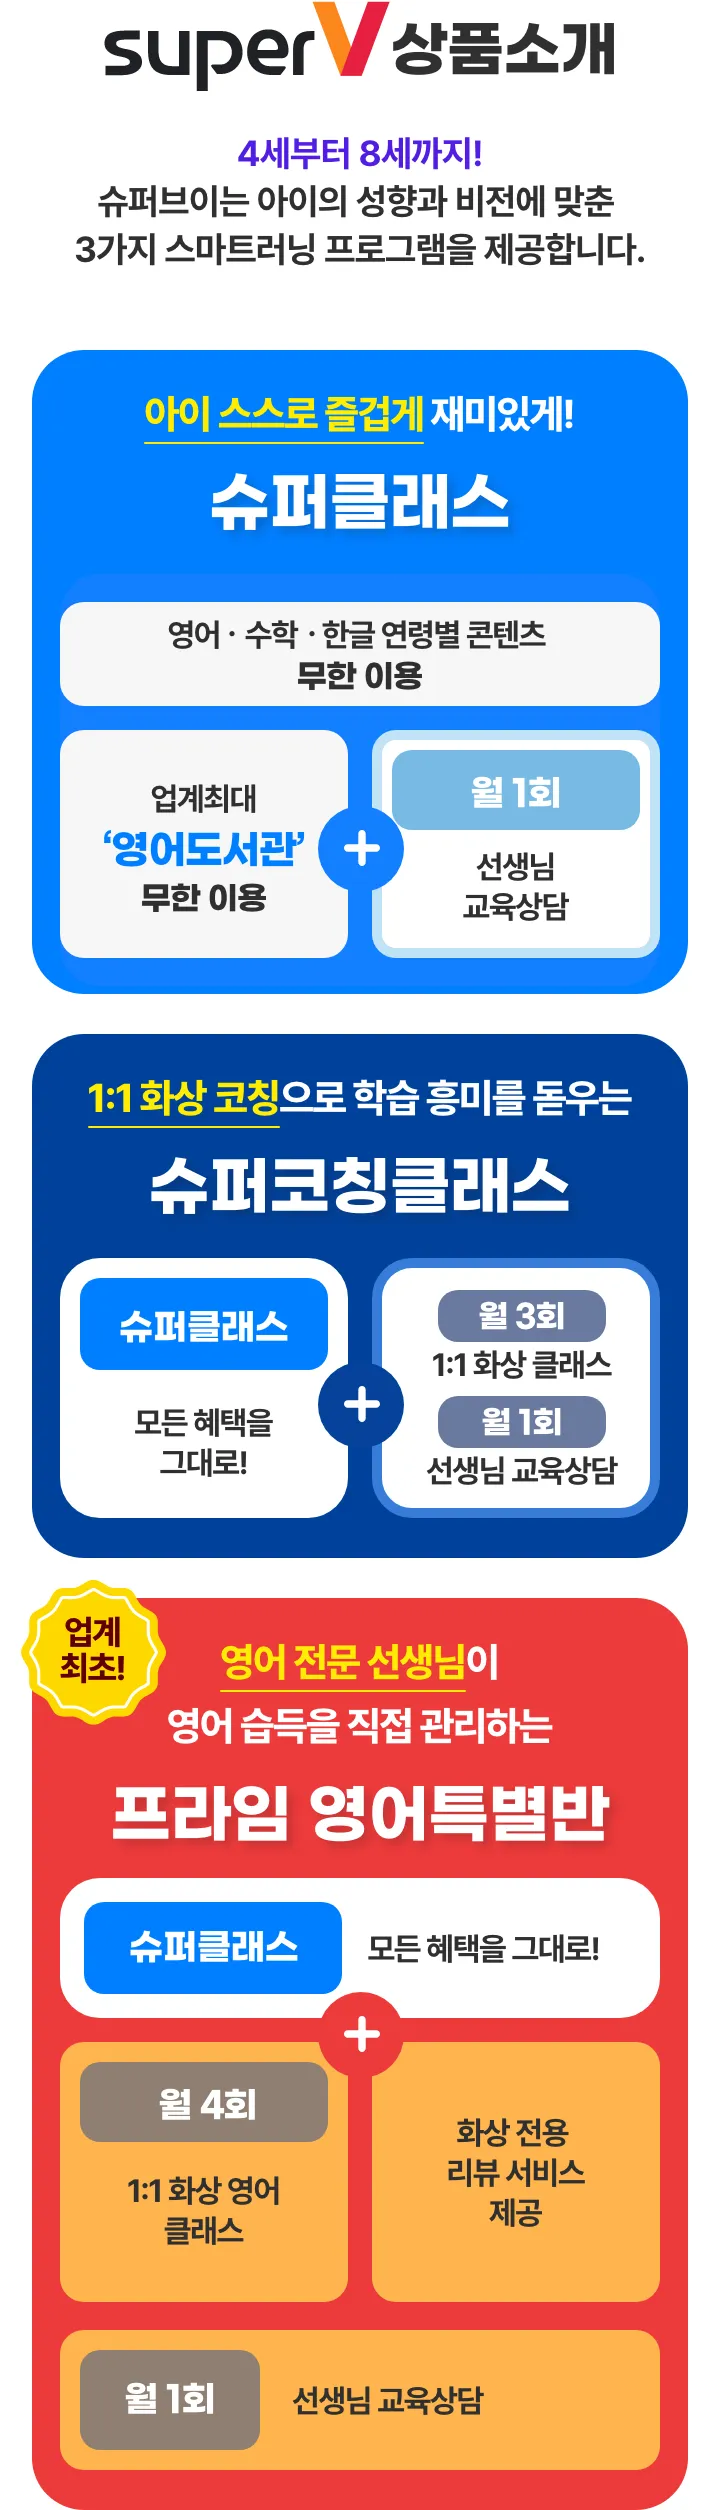 superV 상품소개
4세부터 8세까지!
슈퍼브이는 아이의 성향과 비전에 맞춘
3가지 스마트러닝 프로그램을 제공합니다.
아이 스스로 즐겁게 재미있게!
슈퍼클래스
영어 · 수학 · 한글 연령별 콘텐츠
무한 이용
업계최대
‘영어도서관’
무한 이용
+
월 1회
선생님
교육상담
1:1 화상 코칭으로 학습 흥미를 돋우는
슈퍼코칭클래스
슈퍼클래스
모든 혜택을
그대로!
+
월 3회
1:1 화상 클래스
월 1회
선생님 교육상담
업계
최초!
영어 전문 선생님이
영어 습득을 직접 관리하는
프라임 영어특별반
슈퍼클래스
모든 혜택을 그대로!
+
월 4회
1:1 화상 영어
클래스
화상 전용
리뷰 서비스
제공
월 1회
선생님 교육상담